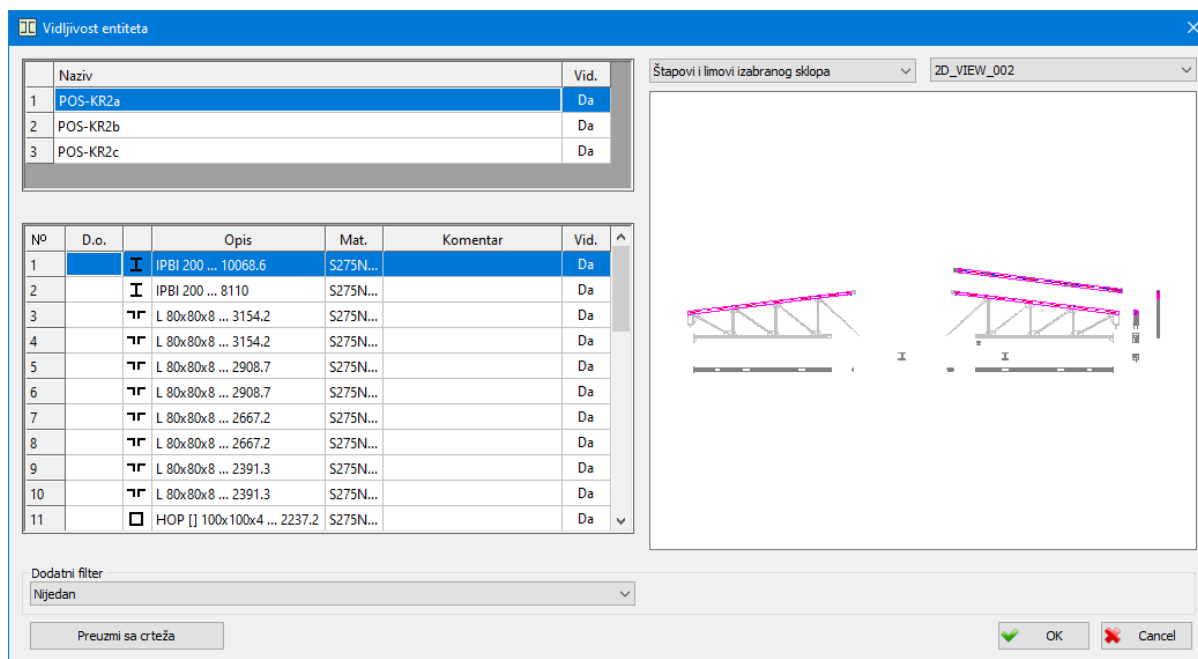 Vidljivost entiteta
Naziv Vid.
1 POS-KR2a Da
2 POS-KR2b Da
3 POS-KR2c Da
Štapovi i limovi izabranog sklopa
2D_VIEW_002
Nº D.o. Opis Mat. Komentar Vid.
1 IPBI 200 ... 10068.6 S275N... Da
2 IPBI 200 ... 8110 S275N... Da
3 L 80x80x8 ... 3154.2 S275N... Da
4 L 80x80x8 ... 3154.2 S275N... Da
5 L 80x80x8 ... 2908.7 S275N... Da
6 L 80x80x8 ... 2908.7 S275N... Da
7 L 80x80x8 ... 2667.2 S275N... Da
8 L 80x80x8 ... 2667.2 S275N... Da
9 L 80x80x8 ... 2391.3 S275N... Da
10 L 80x80x8 ... 2391.3 S275N... Da
11 HOP [] 100x100x4 ... 2237.2 S275N... Da
Dodatni filter
Nijedan
Preuzmi sa crteža
OK
Cancel